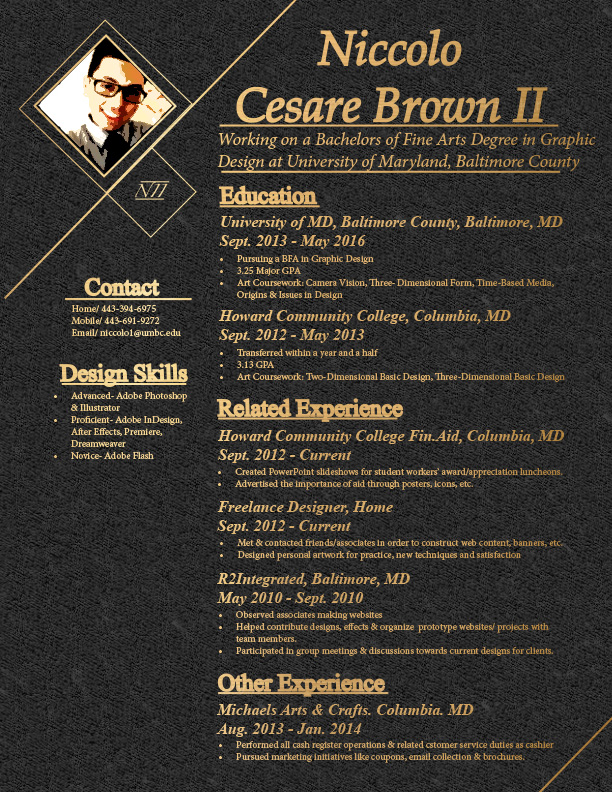 Niccolo
Cesare Brown II
Working on a Bachelors of Fine Arts Degree in Graphic
Design at University of Maryland, Baltimore County
NII
Contact
Home/ 443-394-6975
Mobile/ 443-691-9272
Email/ niccolo1@umbc.edu
Design Skills
• Advanced- Adobe Photoshop
& Illustrator
• Proficient- Adobe InDesign,
After Effects, Premiere,
Dreamweaver
• Novice- Adobe Flash
Education
University of MD, Baltimore County, Baltimore, MD
Sept. 2013 - May 2016
• Pursuing a BFA in Graphic Design
• 3.25 Major GPA
• Art Coursework: Camera Vision, Three- Dimensional Form, Time-Based Media,
Origins & Issues in Design
Howard Community College, Columbia, MD
Sept. 2012 - May 2013
• Transferred within a year and a half
• 3.13 GPA
• Art Coursework: Two-Dimensional Basic Design, Three-Dimensional Basic Design
Related Experience
Howard Community College Fin..Aid, Columbia, MD
Sept. 2012 - Current
• Created PowerPoint slideshows for student workers' award/appreciation luncheons.
• Advertised the importance of aid through posters, icons, etc.
Freelance Designer, Home
Sept. 2012 - Current
• Met & contacted friends/associates in order to construct web content, banners, etc.
• Designed personal artwork for practice, new techniques and satisfaction
R2Integrated, Baltimore, MD
May 2010 - Sept. 2010
• Observed associates making websites
• Helped contribute designs, effects & organize prototype websites/ projects with
team members.
• Participated in group meetings & discussions towards current designs for clients.
Other Experience
Michaels Arts & Crafts. Columbia. MD
Aug. 2013 - Jan. 2014
• Performed all cash register operations & related cstomer service duties as cashier
• Pursued marketing initiatives like coupons, email collection & brochures.